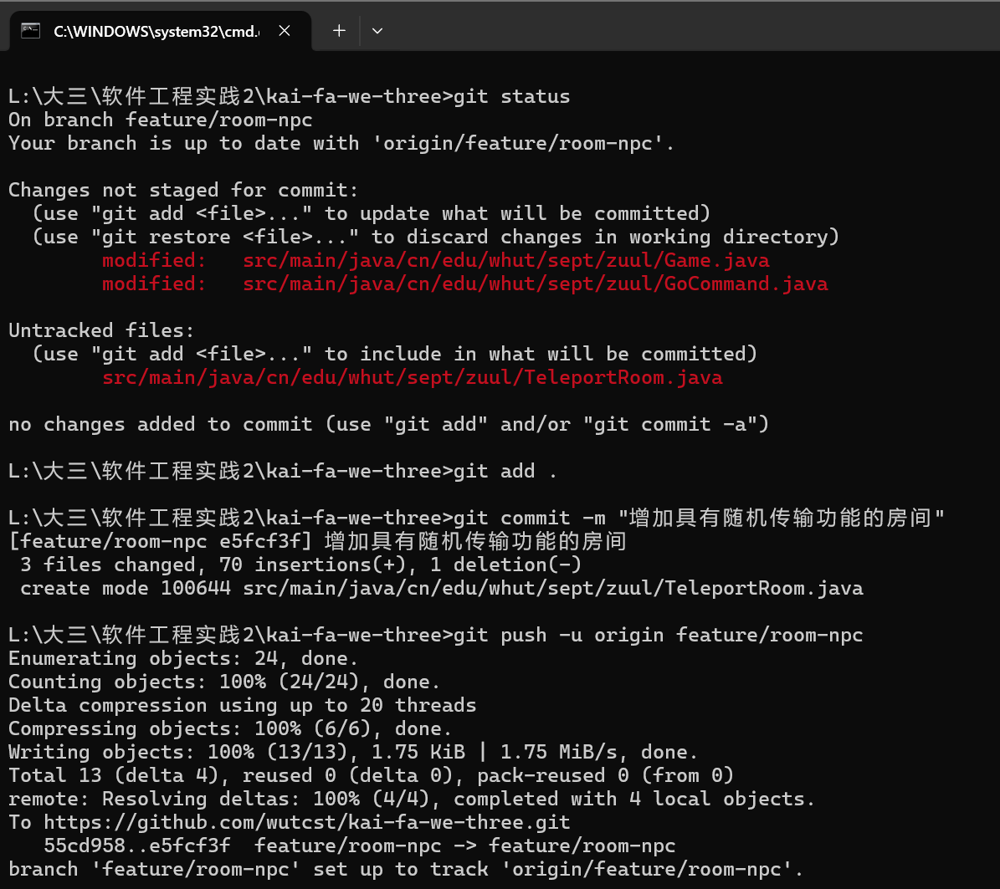 C:\WINDOWS\system32\cmd.
L:\大三\软件工程实践2\kai-fa-we-three>git status
On branch feature/room-npc
Your branch is up to date with 'origin/feature/room-npc'.
Changes not staged for commit:
  (use "git add <file>..." to update what will be committed)
  (use "git restore <file>..." to discard changes in working directory)
        modified:   src/main/java/cn/edu/whut/sept/zuul/Game.java
        modified:   src/main/java/cn/edu/whut/sept/zuul/GoCommand.java
Untracked files:
  (use "git add <file>..." to include in what will be committed)
        src/main/java/cn/edu/whut/sept/zuul/TeleportRoom.java
no changes added to commit (use "git add" and/or "git commit -a")
L:\大三\软件工程实践2\kai-fa-we-three>git add .
L:\大三\软件工程实践2\kai-fa-we-three>git commit -m "增加具有随机传输功能的房间"
[feature/room-npc e5fcf3f] 增加具有随机传输功能的房间
 3 files changed, 70 insertions(+), 1 deletion(-)
 create mode 100644 src/main/java/cn/edu/whut/sept/zuul/TeleportRoom.java
L:\大三\软件工程实践2\kai-fa-we-three>git push -u origin feature/room-npc
Enumerating objects: 24, done.
Counting objects: 100% (24/24), done.
Delta compression using up to 20 threads
Compressing objects: 100% (6/6), done.
Writing objects: 100% (13/13), 1.75 KiB | 1.75 MiB/s, done.
Total 13 (delta 4), reused 0 (delta 0), pack-reused 0 (from 0)
remote: Resolving deltas: 100% (4/4), completed with 4 local objects.
To https://github.com/wutcst/kai-fa-we-three.git
   55cd958..e5fcf3f  feature/room-npc -> feature/room-npc
branch 'feature/room-npc' set up to track 'origin/feature/room-npc'.